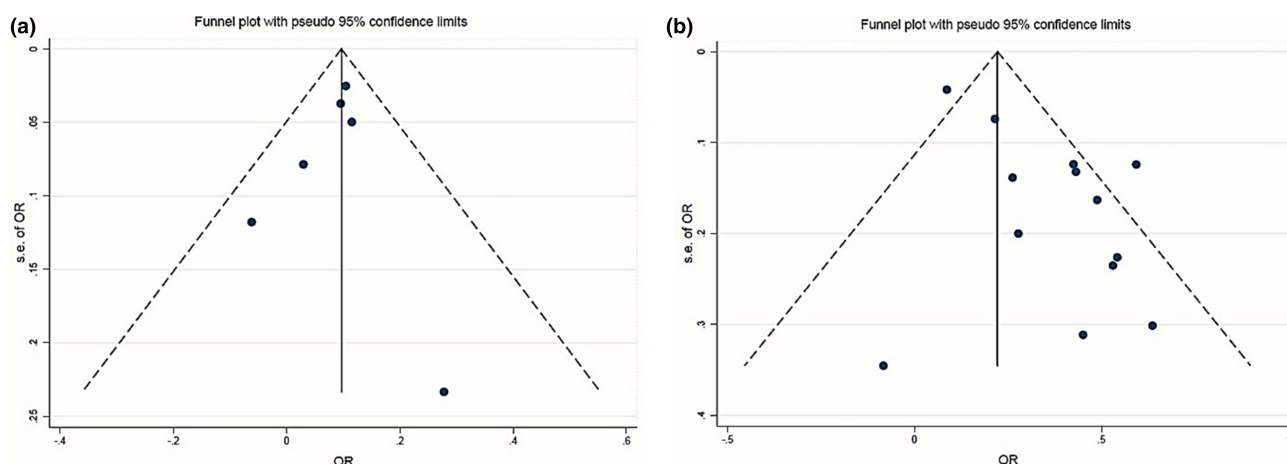 (a)
Funnel plot with pseudo 95% confidence limits
s.e. of OR
0
.05
.1
.15
.2
.25
-.4
-.2
0
.2
.4
.6
OR
(b)
Funnel plot with pseudo 95% confidence limits
s.e. of OR
0
.1
.2
.3
.4
-.5
0
.5
OR